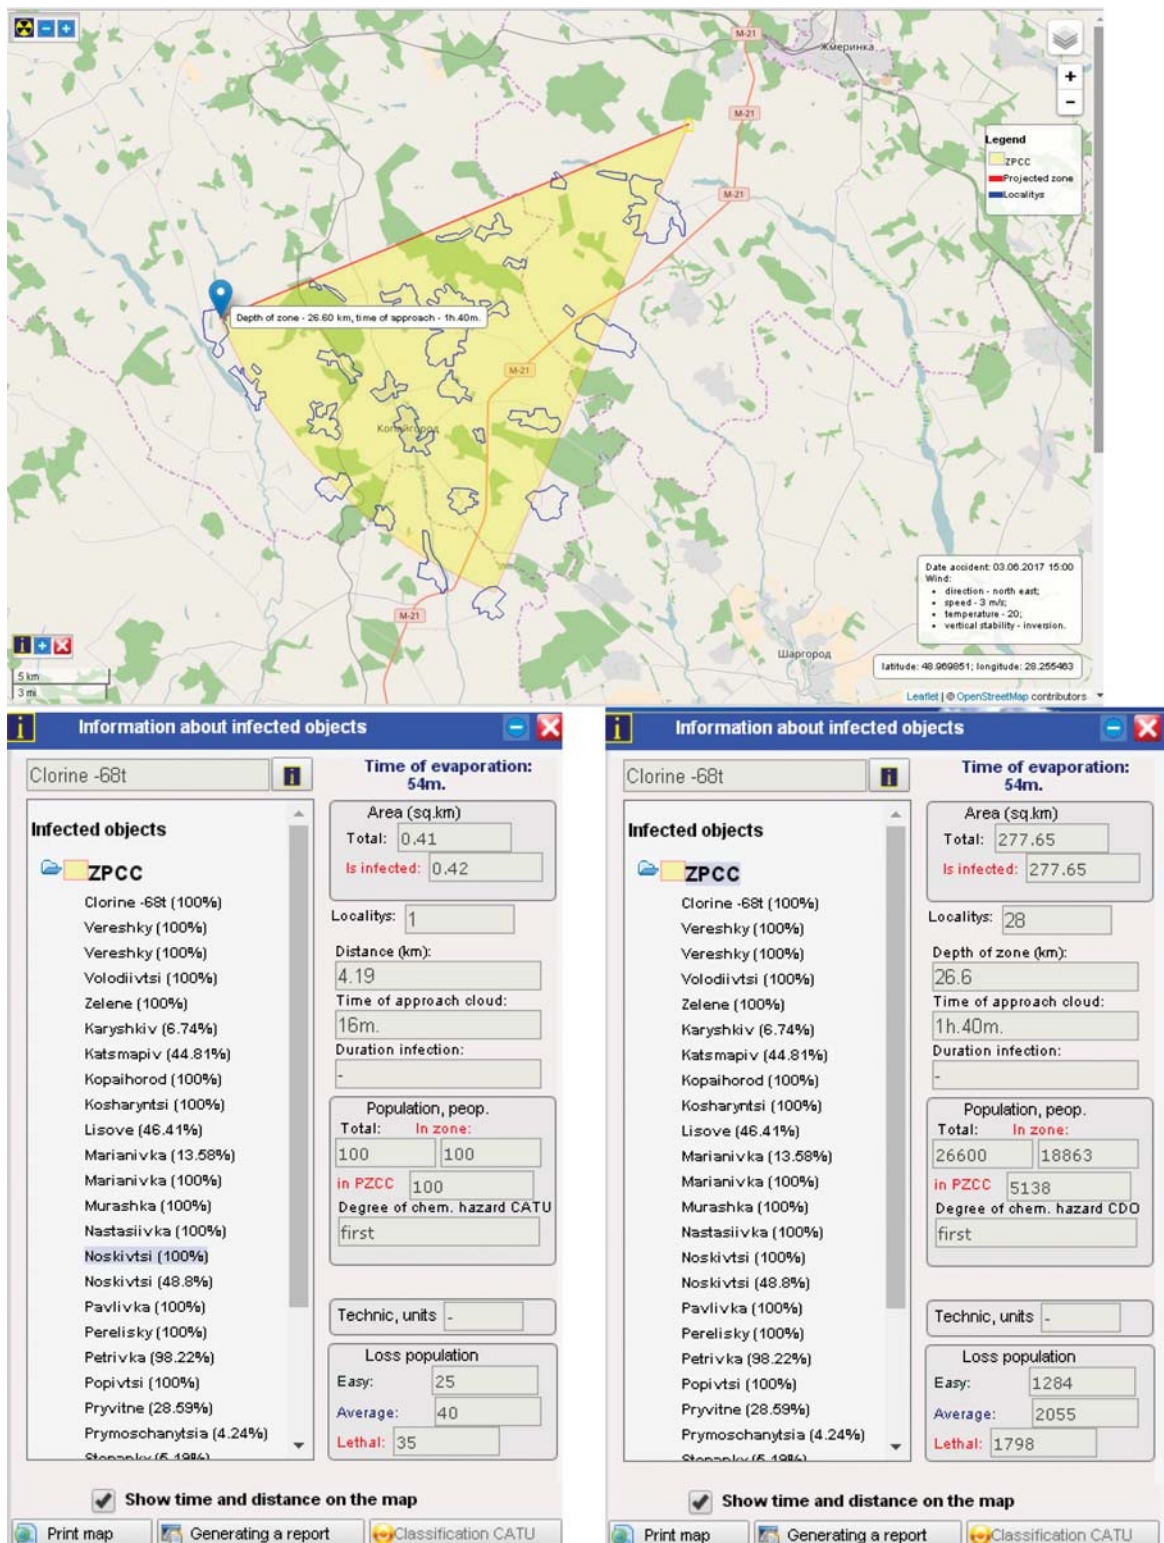 M-21
Жмеринка
+
−
M-21
Legend
ZPCC
Projected zone
Localitys
M-21
Depth of zone - 26.60 km, time of approach - 1h.40m.
M-21
Копайгород
Date accident: 03.06.2017 15:00
Wind:
• direction - north east;
• speed - 3 m/s;
• temperature - 20;
• vertical stability - inversion.
M-21
Шаргород
latitude: 48.969851; longitude: 28.255463
5 km
3 mi
Leaflet | © OpenStreetMap contributors
i Information about infected objects
Clorine -68t i
Time of evaporation:
54m.
Infected objects
ZPCC
Clorine -68t (100%)
Vereshky (100%)
Vereshky (100%)
Volodiivtsi (100%)
Zelene (100%)
Karyshkiv (6.74%)
Katsmapiv (44.81%)
Kopaihorod (100%)
Kosharyntsi (100%)
Lisove (46.41%)
Marianivka (13.58%)
Marianivka (100%)
Murashka (100%)
Nastasiivka (100%)
Noskivtsi (100%)
Noskivtsi (48.8%)
Pavlivka (100%)
Perelisky (100%)
Petrivka (98.22%)
Popivtsi (100%)
Pryvitne (28.59%)
Prymoschanytsia (4.24%)
Stepanky (5.19%)
Area (sq.km)
Total: 0.41
Is infected: 0.42
Localitys: 1
Distance (km):
4.19
Time of approach cloud:
16m.
Duration infection:
-
Population, peop.
Total: In zone:
100 100
in PZCC 100
Degree of chem. hazard CATU
first
Technic, units -
Loss population
Easy: 25
Average: 40
Lethal: 35
Show time and distance on the map
Print map Generating a report Classification CATU
i Information about infected objects
Clorine -68t i
Time of evaporation:
54m.
Infected objects
ZPCC
Clorine -68t (100%)
Vereshky (100%)
Vereshky (100%)
Volodiivtsi (100%)
Zelene (100%)
Karyshkiv (6.74%)
Katsmapiv (44.81%)
Kopaihorod (100%)
Kosharyntsi (100%)
Lisove (46.41%)
Marianivka (13.58%)
Marianivka (100%)
Murashka (100%)
Nastasiivka (100%)
Noskivtsi (100%)
Noskivtsi (48.8%)
Pavlivka (100%)
Perelisky (100%)
Petrivka (98.22%)
Popivtsi (100%)
Pryvitne (28.59%)
Prymoschanytsia (4.24%)
Stepanky (5.19%)
Area (sq.km)
Total: 277.65
Is infected: 277.65
Localitys: 28
Depth of zone (km):
26.6
Time of approach cloud:
1h.40m.
Duration infection:
-
Population, peop.
Total: In zone:
26600 18863
in PZCC 5138
Degree of chem. hazard CDO
first
Technic, units -
Loss population
Easy: 1284
Average: 2055
Lethal: 1798
Show time and distance on the map
Print map Generating a report Classification CATU